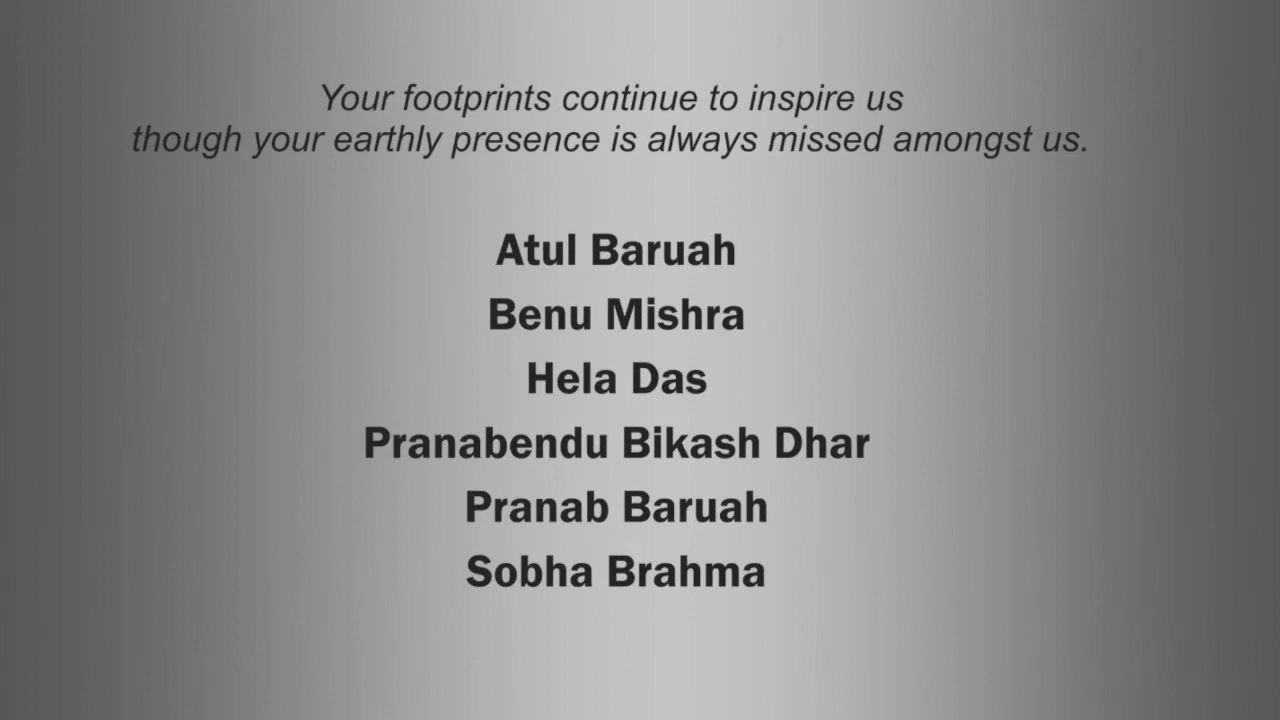 Your footprints continue to inspire us
though your earthly presence is always missed amongst us.
Atul Baruah
Benu Mishra
Hela Das
Pranabendu Bikash Dhar
Pranab Baruah
Sobha Brahma